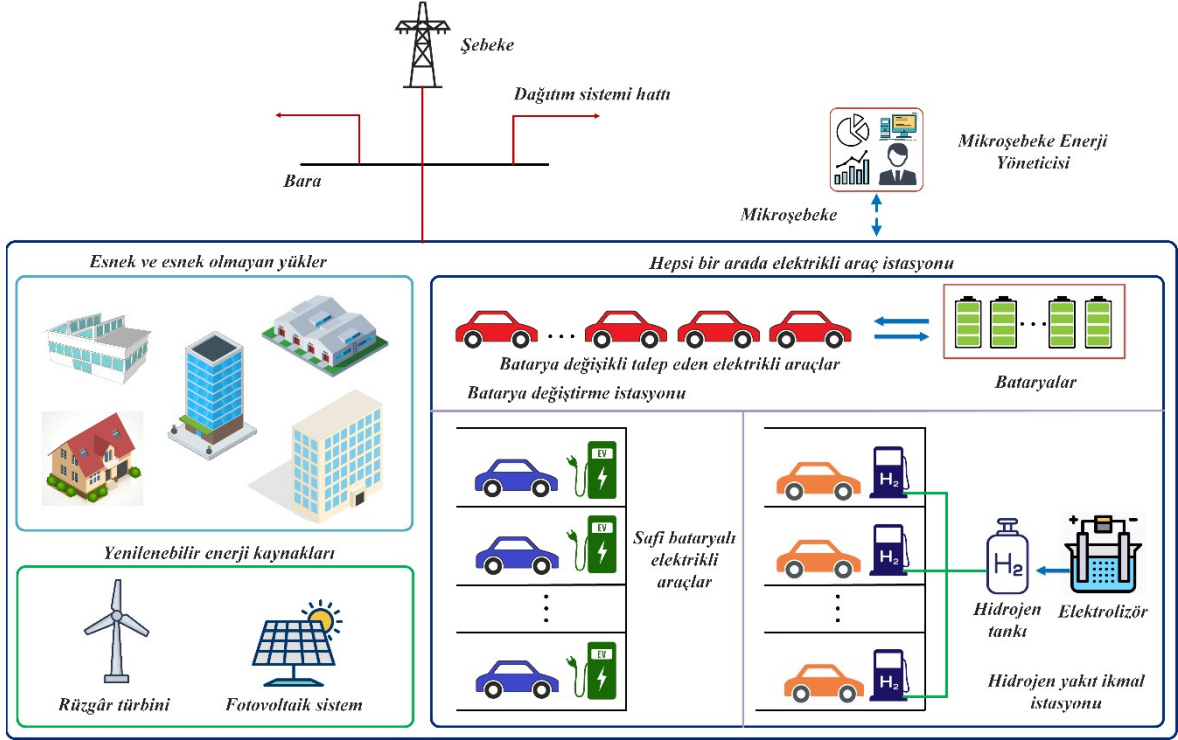 Şebeke
Dağıtım sistemi hattı
Bara
Mikroşebeke Enerji
Yöneticisi
Mikroşebeke
Esnek ve esnek olmayan yükler
Hepsi bir arada elektrikli araç istasyonu
Batarya değişikli talep eden elektrikli araçlar
Bataryalar
Batarya değiştirme istasyonu
EV
EV
EV
Safi bataryalı
elektrikli
araçlar
H2
H2
H2
H2
Hidrojen
tankı
Elektrolizör
Hidrojen yakıt ikmal
istasyonu
Yenilenebilir enerji kaynakları
Rüzgâr türbini
Fotovoltaik sistem